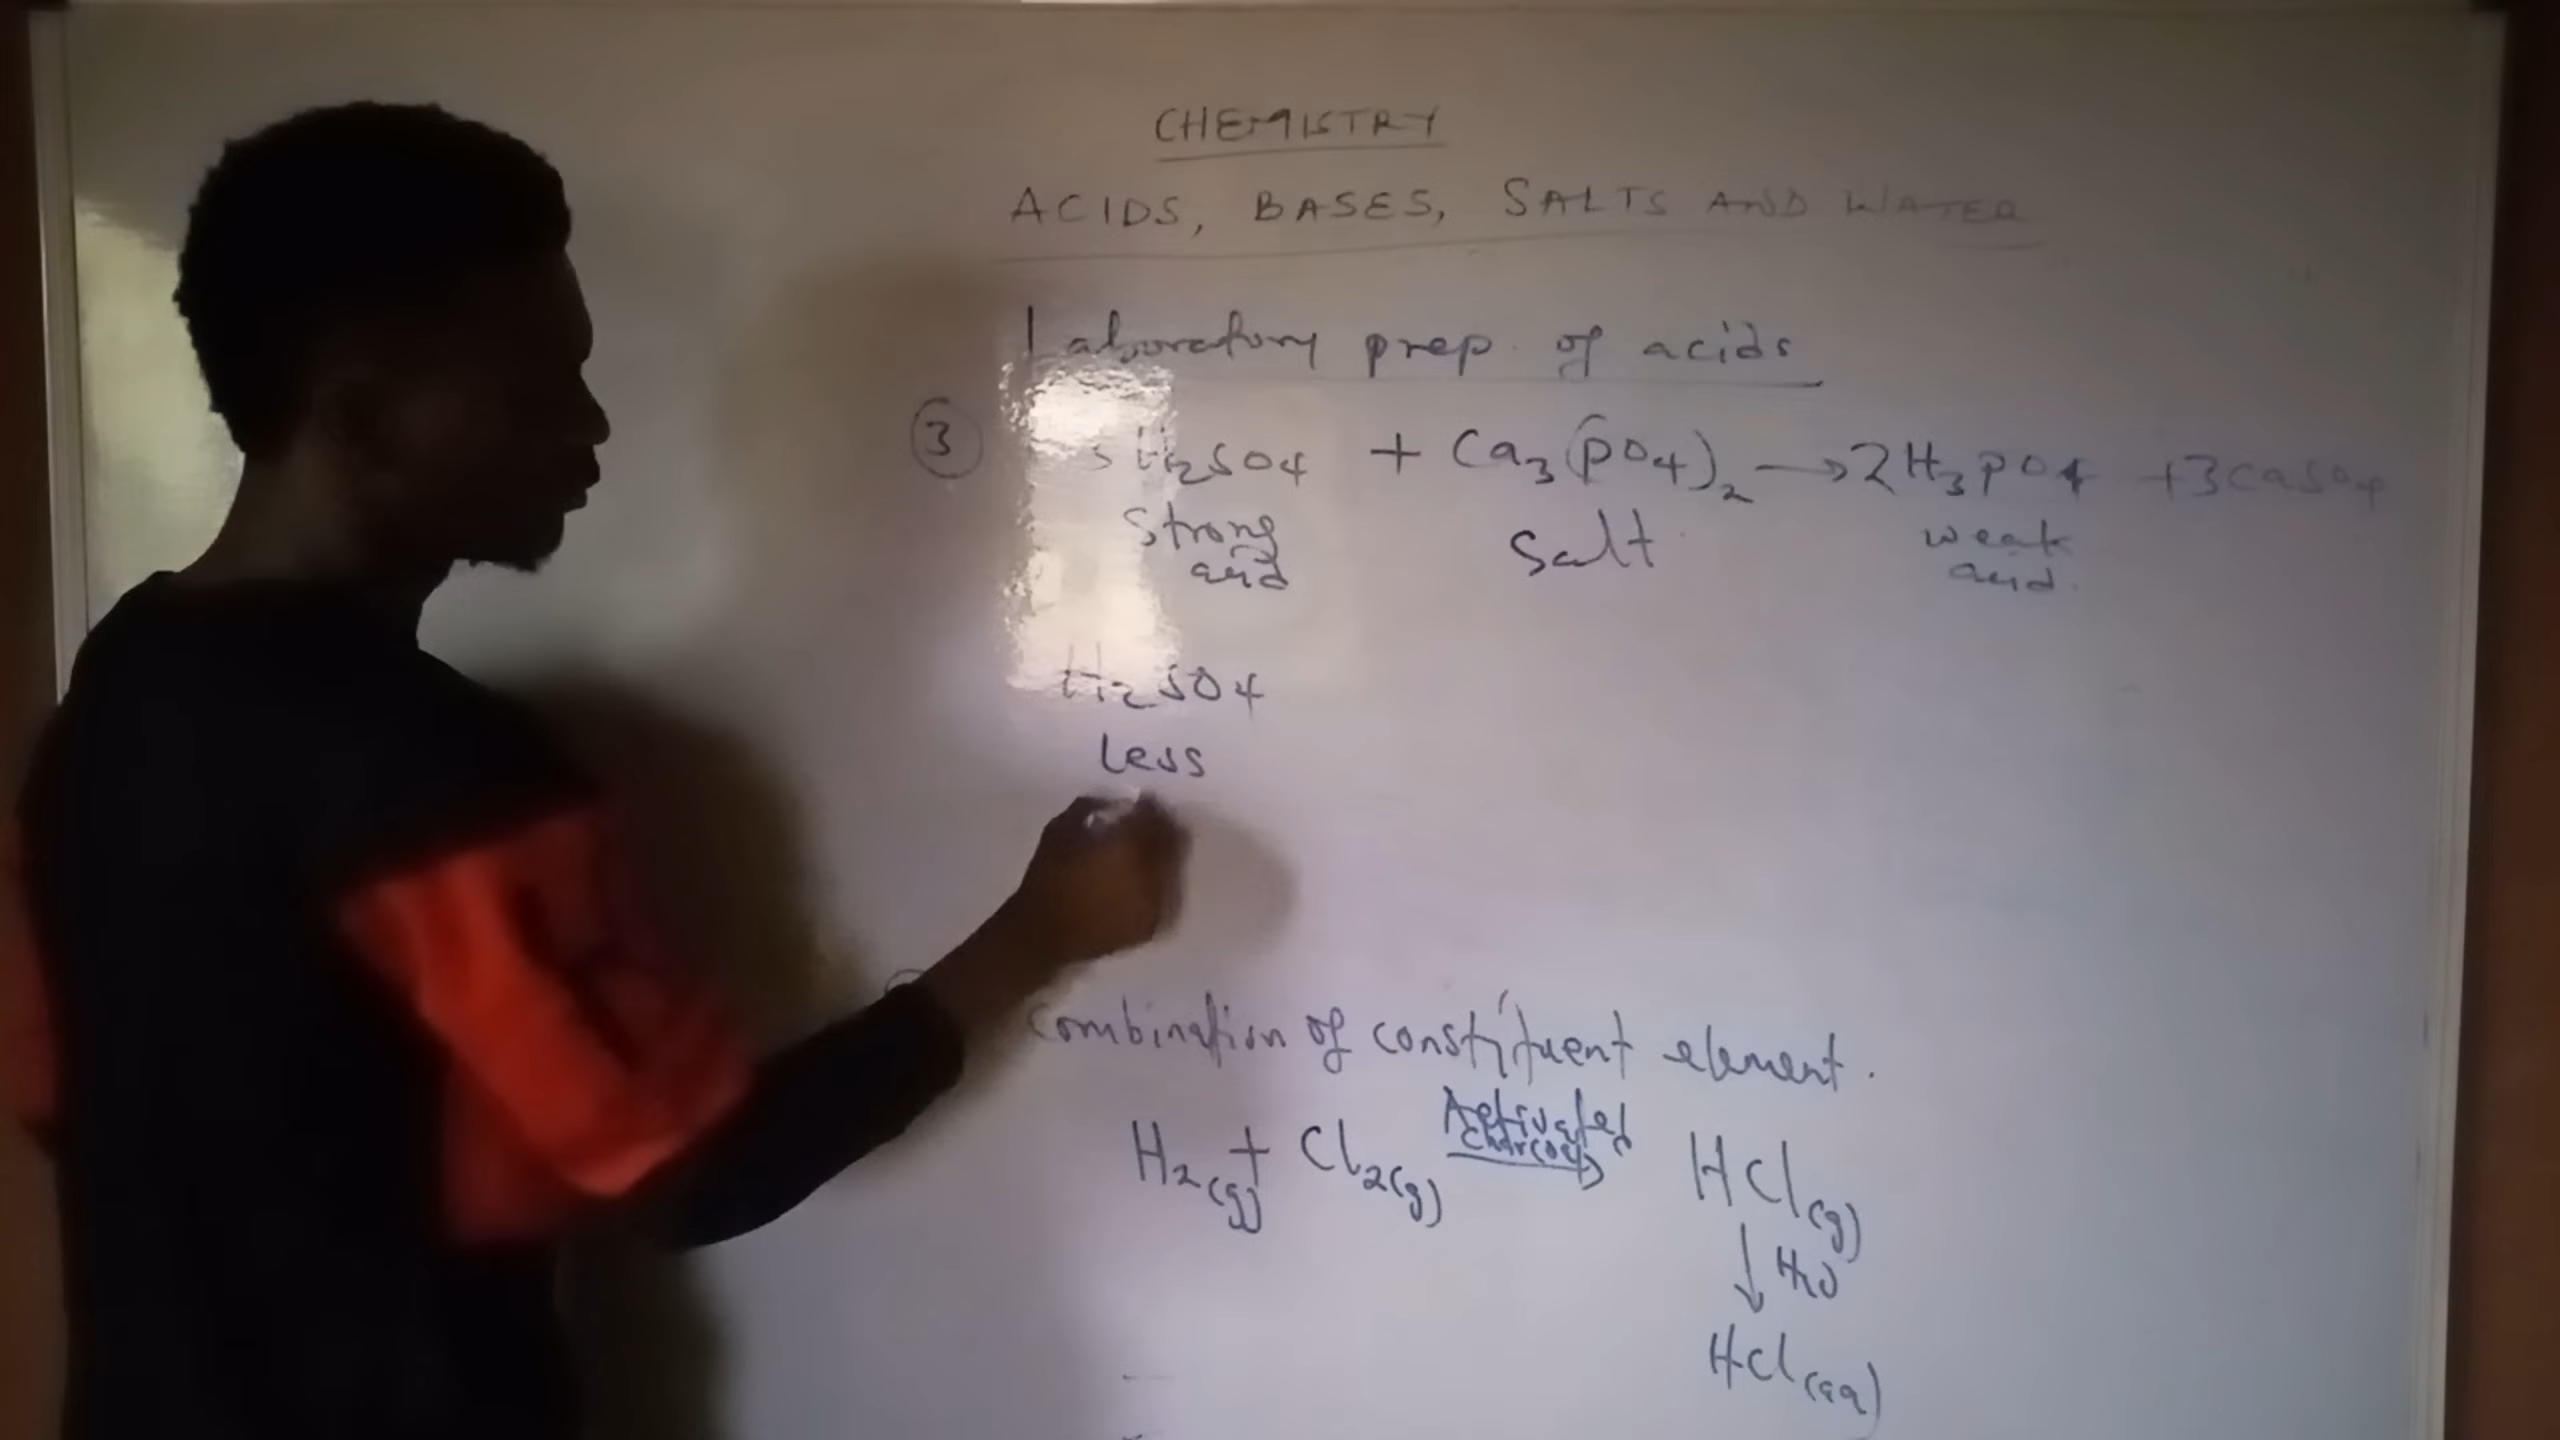 CHEMISTRY
ACIDS, BASES, SALTS AND WATER
Laboratory prep. of acids
③ 3H₂SO₄ + Ca₃(PO₄)₂ → 2H₃PO₄ + 3CaSO₄
Strong acid
Salt
weak acid.
H₂SO₄
Less
Combination of constituent element.
H₂(g) + Cl₂(g) Activated Charcoal → HCl(g)
↓ H₂O
HCl(aq)